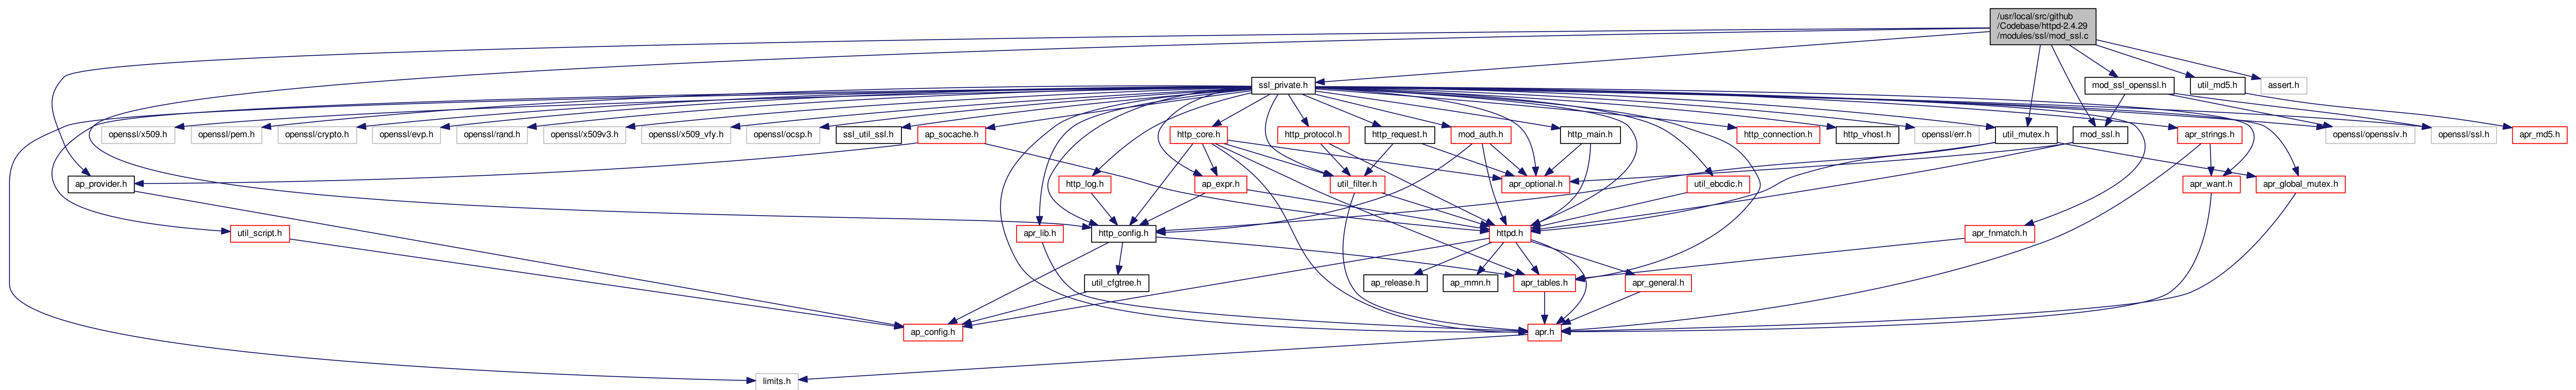 /usr/local/src/github
/Codebase/httpd-2.4.29
/modules/ssl/mod_ssl.c
ssl_private.h
mod_ssl_openssl.h
util_md5.h
assert.h
openssl/x509.h
openssl/pem.h
openssl/crypto.h
openssl/evp.h
openssl/rand.h
openssl/x509v3.h
openssl/x509_vfy.h
openssl/ocsp.h
ssl_util_ssl.h
ap_socache.h
http_core.h
http_protocol.h
http_request.h
mod_auth.h
http_main.h
http_connection.h
http_vhost.h
openssl/err.h
util_mutex.h
mod_ssl.h
apr_strings.h
openssl/opensslv.h
openssl/ssl.h
apr_md5.h
ap_provider.h
http_log.h
ap_expr.h
util_filter.h
apr_optional.h
util_ebcdic.h
apr_want.h
apr_global_mutex.h
util_script.h
apr_lib.h
http_config.h
httpd.h
apr_fnmatch.h
util_cfgtree.h
ap_release.h
ap_mmn.h
apr_tables.h
apr_general.h
ap_config.h
apr.h
limits.h